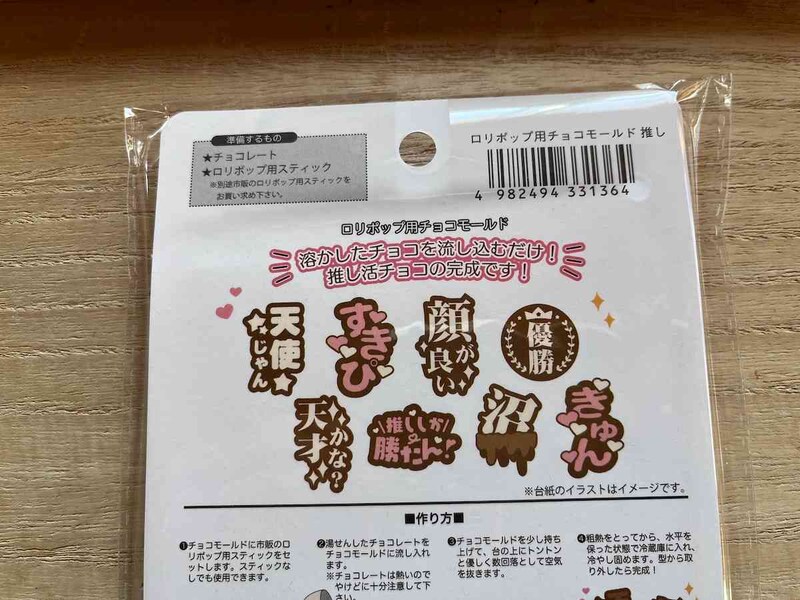 準備するもの
★チョコレート
★ロリポップ用スティック
※別途市販のロリポップ用スティックを
お買い求め下さい。
ロリポップ用チョコモールド 推し
4 982494 331364
ロリポップ用チョコモールド
溶かしたチョコを流し込むだけ!
推し活チョコの完成です!
天使
じゃん
すきぴ
顔が
良い
優勝
天才
かな?
推ししか
勝たん!
沼
きゅん
※台紙のイラストはイメージです。
■作り方■
❶チョコモールドに市販のロ
リポップ用スティックをセ
ットします。スティックな
しでも使用できます。
❷湯せんしたチョコレートを
チョコモールドに流し入れ
ます。
※チョコレートは熱いので
やけどに十分注意して下
さい。
❸チョコモールドを少し持ち
上げて、台の上にトントン
と優しく数回落として空気
を抜きます。
❹粗熱をとってから、水平を
保った状態で冷蔵庫に入れ、
冷やし固めます。型から取
り外したら完成!